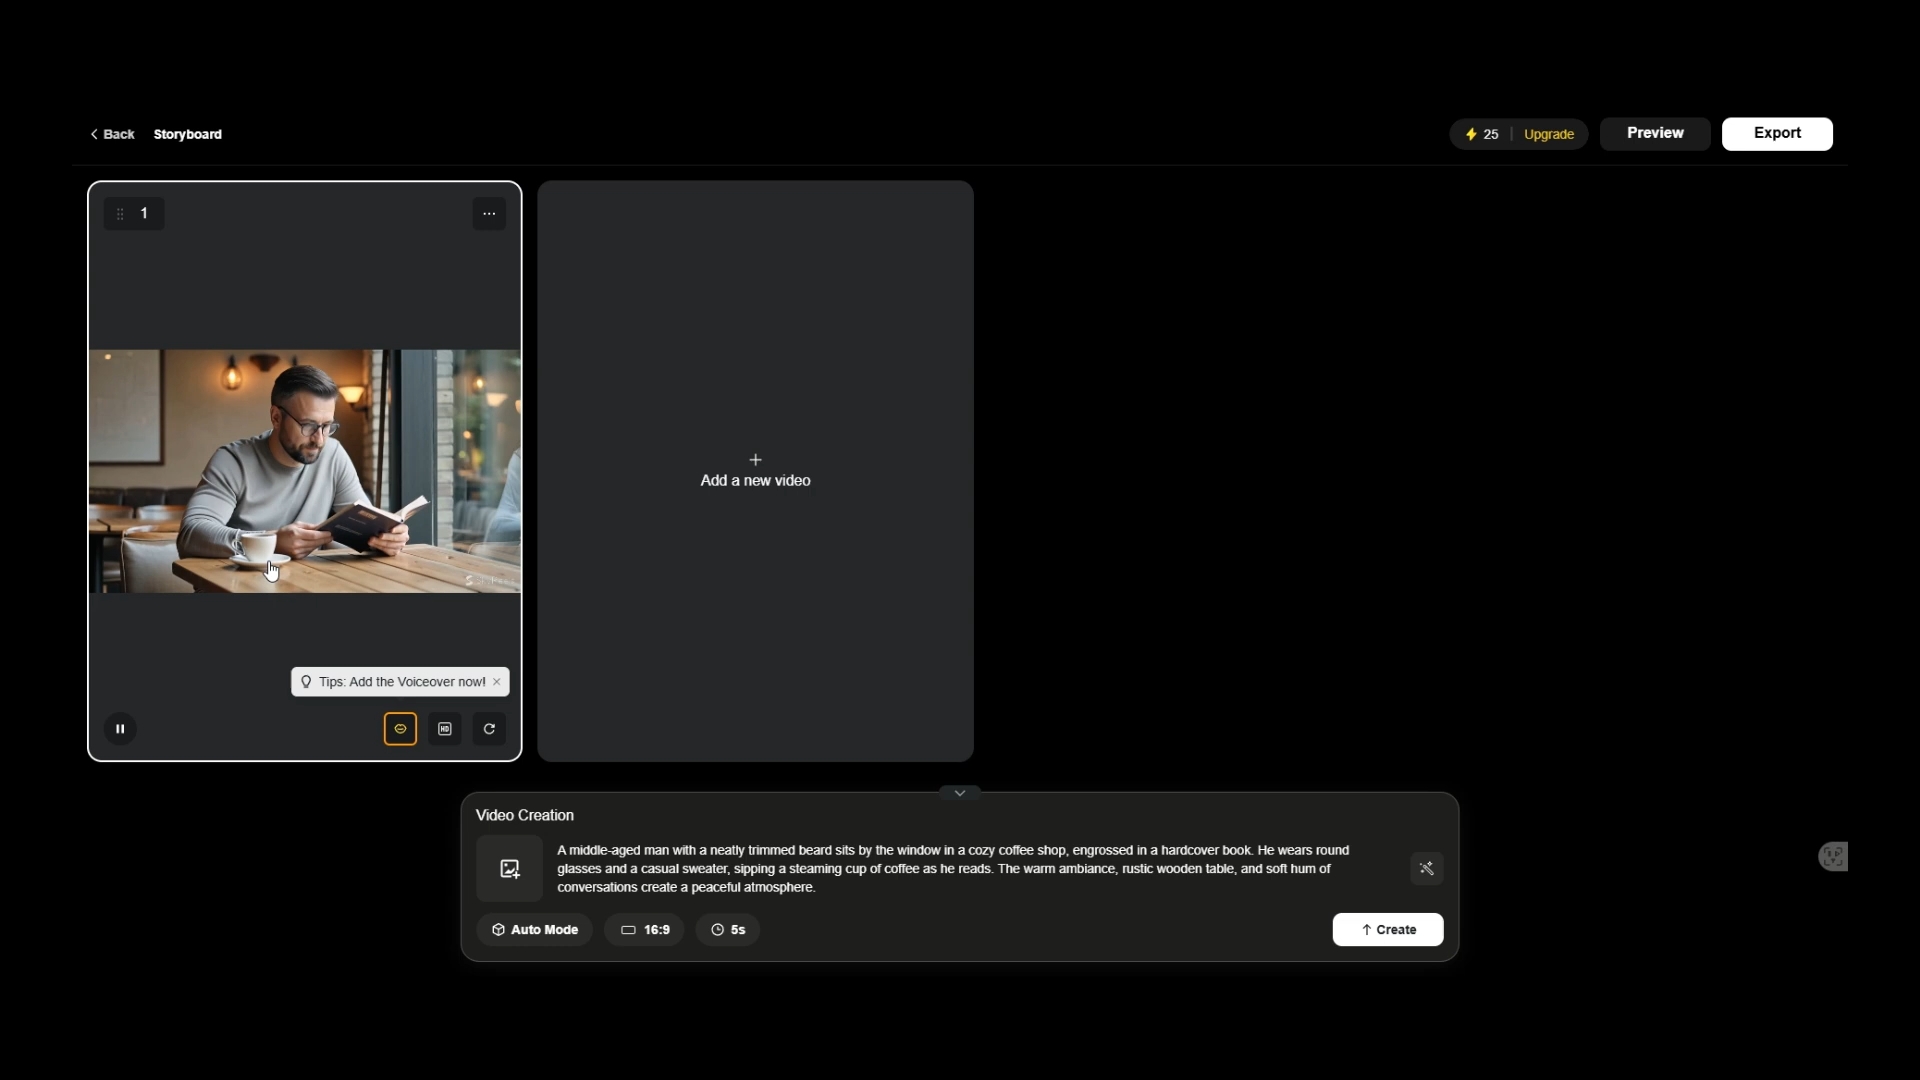 Back Storyboard
25 Upgrade Preview Export
1
Add a new video
Tips: Add the Voiceover now!
HD
Video Creation
A middle-aged man with a neatly trimmed beard sits by the window in a cozy coffee shop, engrossed in a hardcover book. He wears round
glasses and a casual sweater, sipping a steaming cup of coffee as he reads. The warm ambiance, rustic wooden table, and soft hum of
conversations create a peaceful atmosphere.
Auto Mode 16:9 5s Create